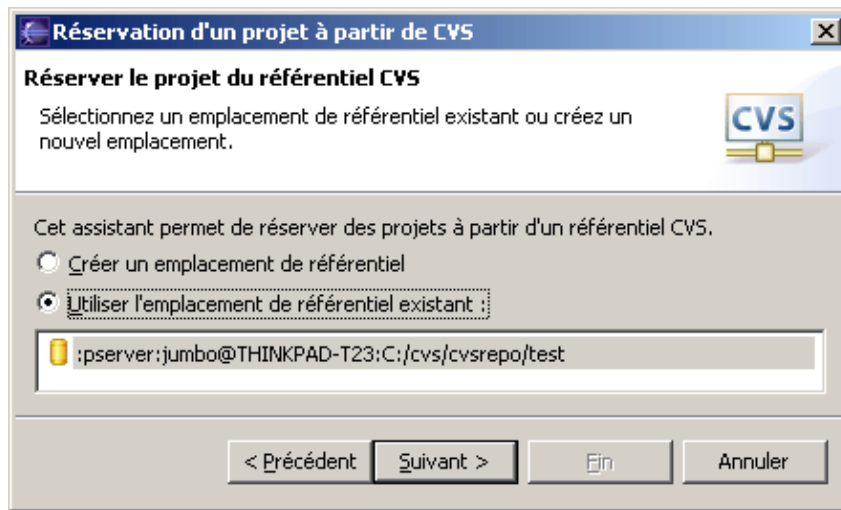 Réservation d'un projet à partir de CVS
Réserver le projet du référentiel CVS
Sélectionnez un emplacement de référentiel existant ou créez un
nouvel emplacement.
CVS
Cet assistant permet de réserver des projets à partir d'un référentiel CVS.
Créer un emplacement de référentiel
Utiliser l'emplacement de référentiel existant :
:pserver:jumbo@THINKPAD-T23:C:/cvs/cvsrepo/test
< Précédent Suivant > Fin Annuler